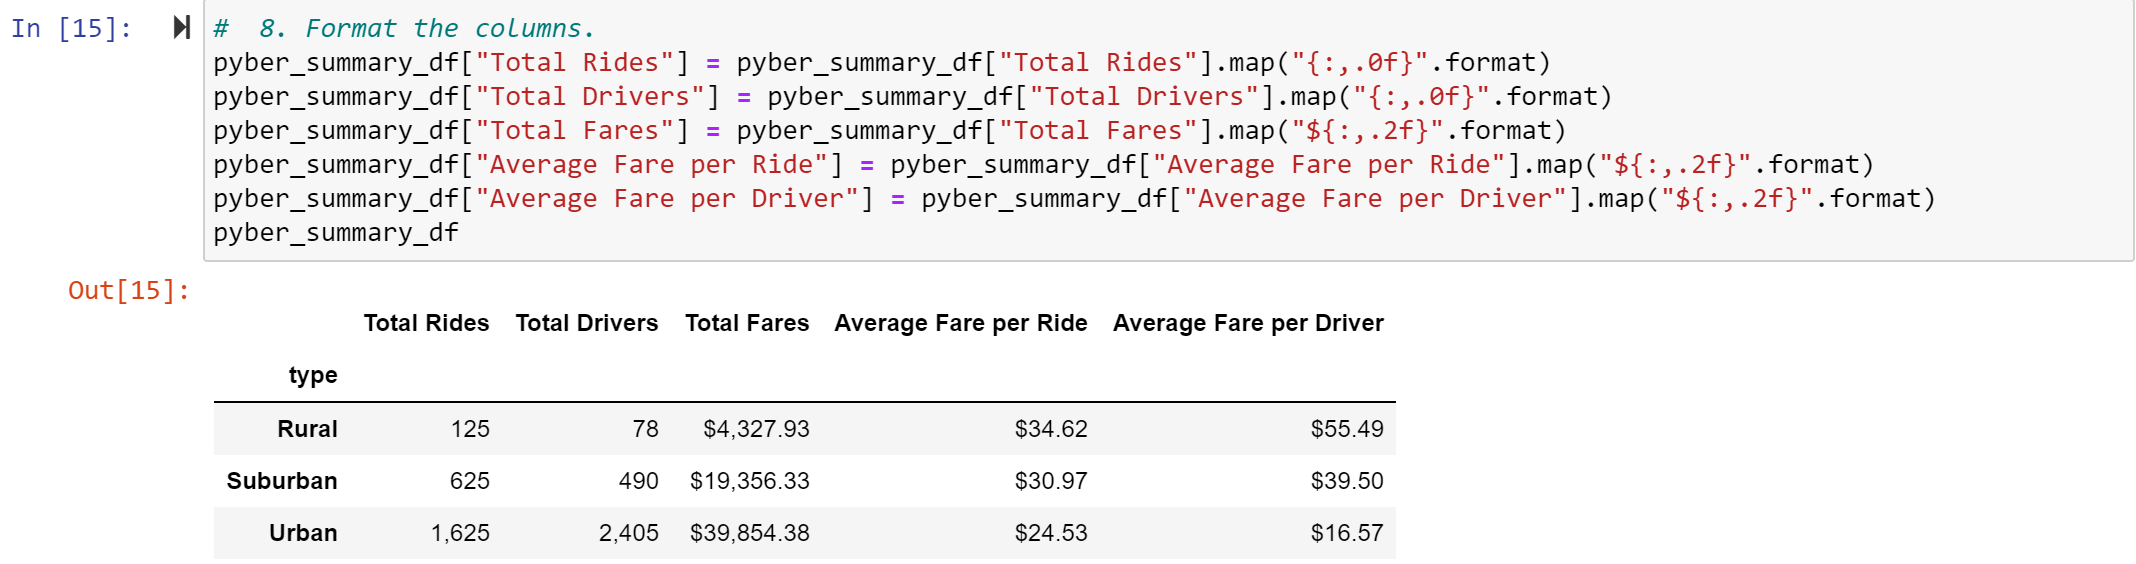 In [15]:
#  8. Format the columns.
pyber_summary_df["Total Rides"] = pyber_summary_df["Total Rides"].map("{:,.0f}".format)
pyber_summary_df["Total Drivers"] = pyber_summary_df["Total Drivers"].map("{:,.0f}".format)
pyber_summary_df["Total Fares"] = pyber_summary_df["Total Fares"].map("${:,.2f}".format)
pyber_summary_df["Average Fare per Ride"] = pyber_summary_df["Average Fare per Ride"].map("${:,.2f}".format)
pyber_summary_df["Average Fare per Driver"] = pyber_summary_df["Average Fare per Driver"].map("${:,.2f}".format)
pyber_summary_df
Out[15]:
Total Rides Total Drivers Total Fares Average Fare per Ride Average Fare per Driver
type
Rural 125 78 $4,327.93 $34.62 $55.49
Suburban 625 490 $19,356.33 $30.97 $39.50
Urban 1,625 2,405 $39,854.38 $24.53 $16.57